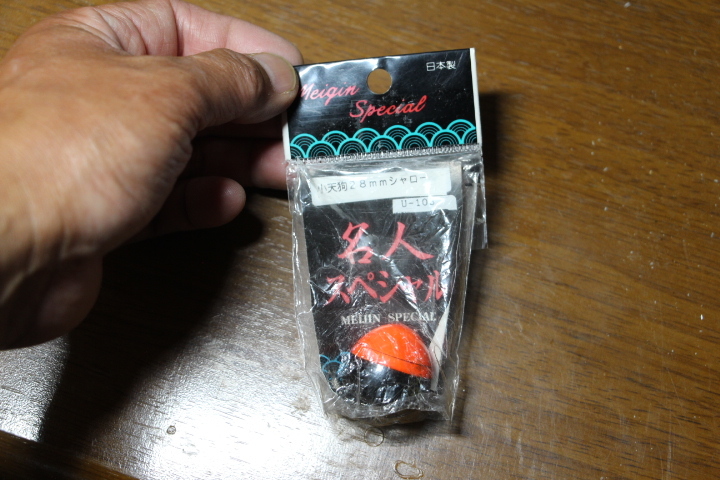 日本製
Meijin
Special
小天狗28mmシャロー
U-10
名人
スペシャル
MEIJIN SPECIAL